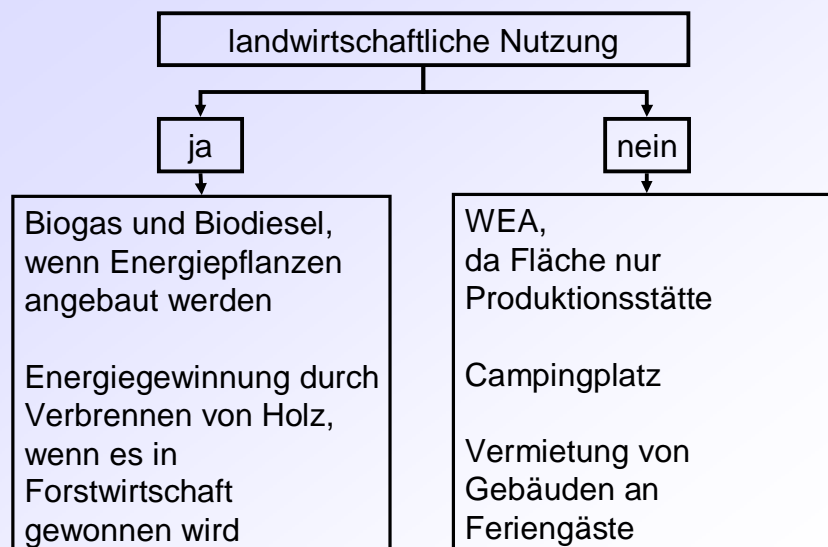 landwirtschaftliche Nutzung
ja
nein
Biogas und Biodiesel,
wenn Energiepflanzen
angebaut werden
Energiegewinnung durch
Verbrennen von Holz,
wenn es in
Forstwirtschaft
gewonnen wird
WEA,
da Fläche nur
Produktionsstätte
Campingplatz
Vermietung von
Gebäuden an
Feriengäste